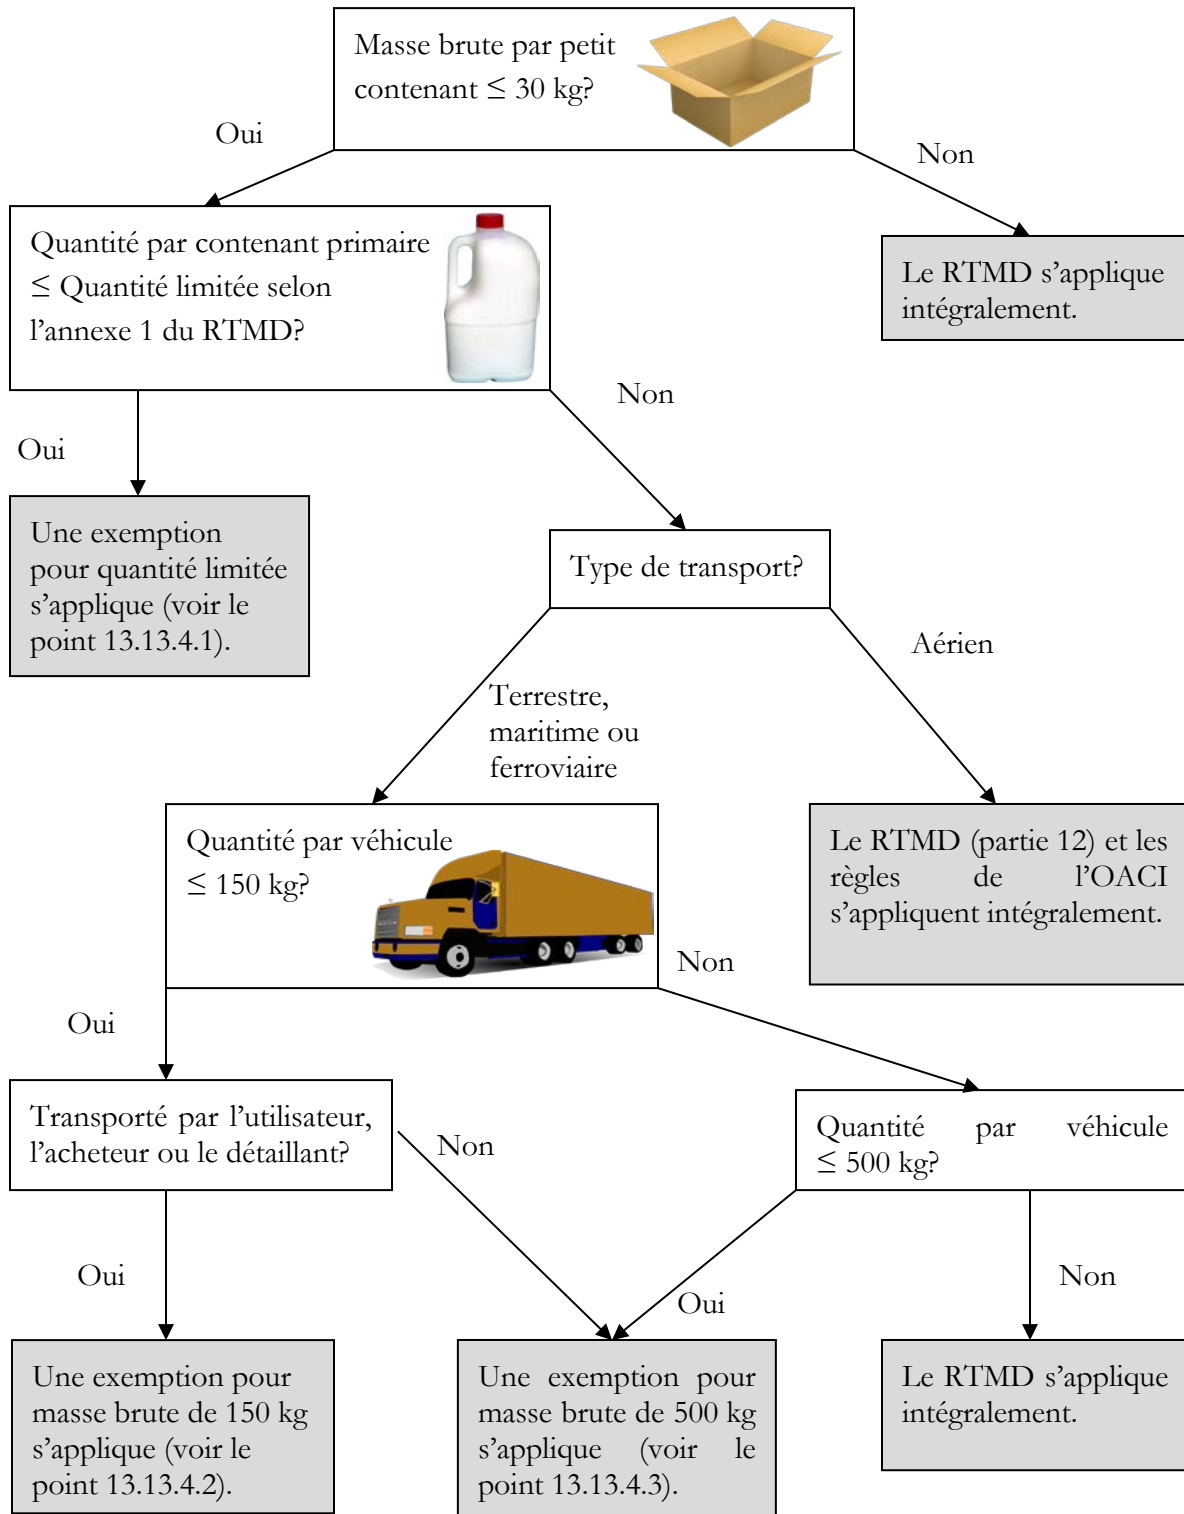 Masse brute par petit
contenant ≤ 30 kg?
Oui
Non
Quantité par contenant primaire
≤ Quantité limitée selon
l’annexe 1 du RTMD?
Le RTMD s’applique
intégralement.
Non
Oui
Une exemption
pour quantité limitée
s’applique (voir le
point 13.13.4.1).
Type de transport?
Aérien
Terrestre,
maritime ou
ferroviaire
Quantité par véhicule
≤ 150 kg?
Le RTMD (partie 12) et les
règles de l’OACI
s’appliquent intégralement.
Non
Oui
Transporté par l’utilisateur,
l’acheteur ou le détaillant?
Non
Quantité par véhicule
≤ 500 kg?
Oui
Oui
Non
Une exemption pour
masse brute de 150 kg
s’applique (voir le
point 13.13.4.2).
Une exemption pour
masse brute de 500 kg
s’applique (voir le
point 13.13.4.3).
Le RTMD s’applique
intégralement.